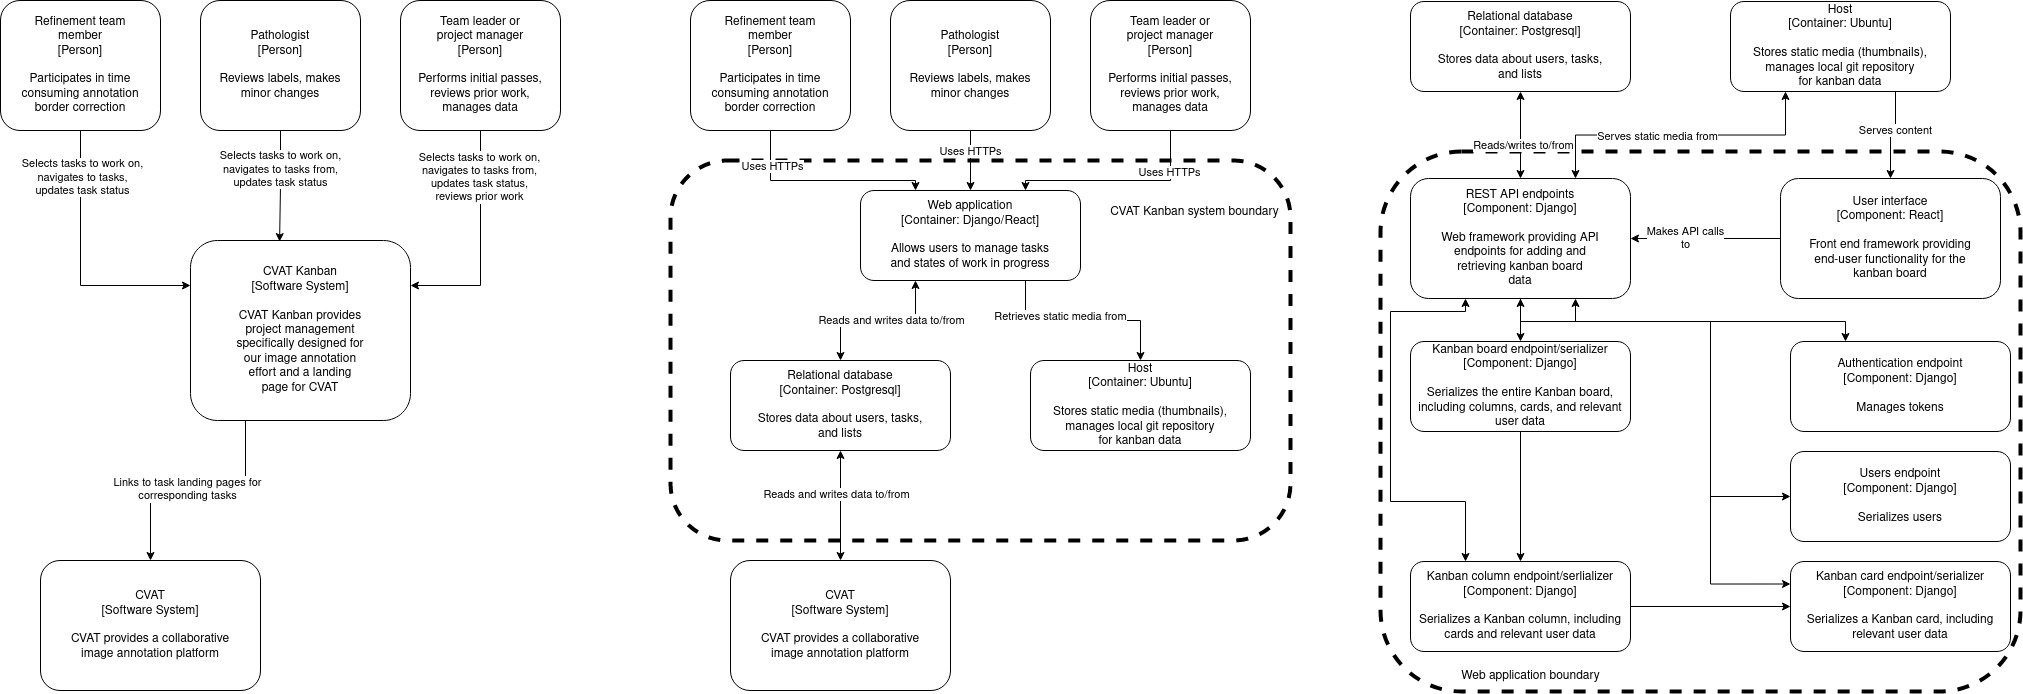 Refinement team
member
[Person]
Participates in time
consuming annotation
border correction
Pathologist
[Person]
Reviews labels, makes
minor changes
Team leader or
project manager
[Person]
Performs initial passes,
reviews prior work,
manages data
Selects tasks to work on,
navigates to tasks,
updates task status
Selects tasks to work on,
navigates to tasks from,
updates task status
Selects tasks to work on,
navigates to tasks from,
updates task status,
reviews prior work
CVAT Kanban
[Software System]
CVAT Kanban provides
project management
specifically designed for
our image annotation
effort and a landing
page for CVAT
Links to task landing pages for
corresponding tasks
CVAT
[Software System]
CVAT provides a collaborative
image annotation platform
Refinement team
member
[Person]
Participates in time
consuming annotation
border correction
Pathologist
[Person]
Reviews labels, makes
minor changes
Team leader or
project manager
[Person]
Performs initial passes,
reviews prior work,
manages data
Uses HTTPs
Uses HTTPs
Uses HTTPs
Web application
[Container: Django/React]
Allows users to manage tasks
and states of work in progress
CVAT Kanban system boundary
Reads and writes data to/from
Retrieves static media from
Relational database
[Container: Postgresql]
Stores data about users, tasks,
and lists
Host
[Container: Ubuntu]
Stores static media (thumbnails),
manages local git repository
for kanban data
Reads and writes data to/from
CVAT
[Software System]
CVAT provides a collaborative
image annotation platform
Relational database
[Container: Postgresql]
Stores data about users, tasks,
and lists
Host
[Container: Ubuntu]
Stores static media (thumbnails),
manages local git repository
for kanban data
Reads/writes to/from
Serves static media from
Serves content
REST API endpoints
[Component: Django]
Web framework providing API
endpoints for adding and
retrieving kanban board
data
Makes API calls
to
User interface
[Component: React]
Front end framework providing
end-user functionality for the
kanban board
Kanban board endpoint/serializer
[Component: Django]
Serializes the entire Kanban board,
including columns, cards, and relevant
user data
Authentication endpoint
[Component: Django]
Manages tokens
Users endpoint
[Component: Django]
Serializes users
Kanban column endpoint/serlializer
[Component: Django]
Serializes a Kanban column, including
cards and relevant user data
Kanban card endpoint/serializer
[Component: Django]
Serializes a Kanban card, including
relevant user data
Web application boundary